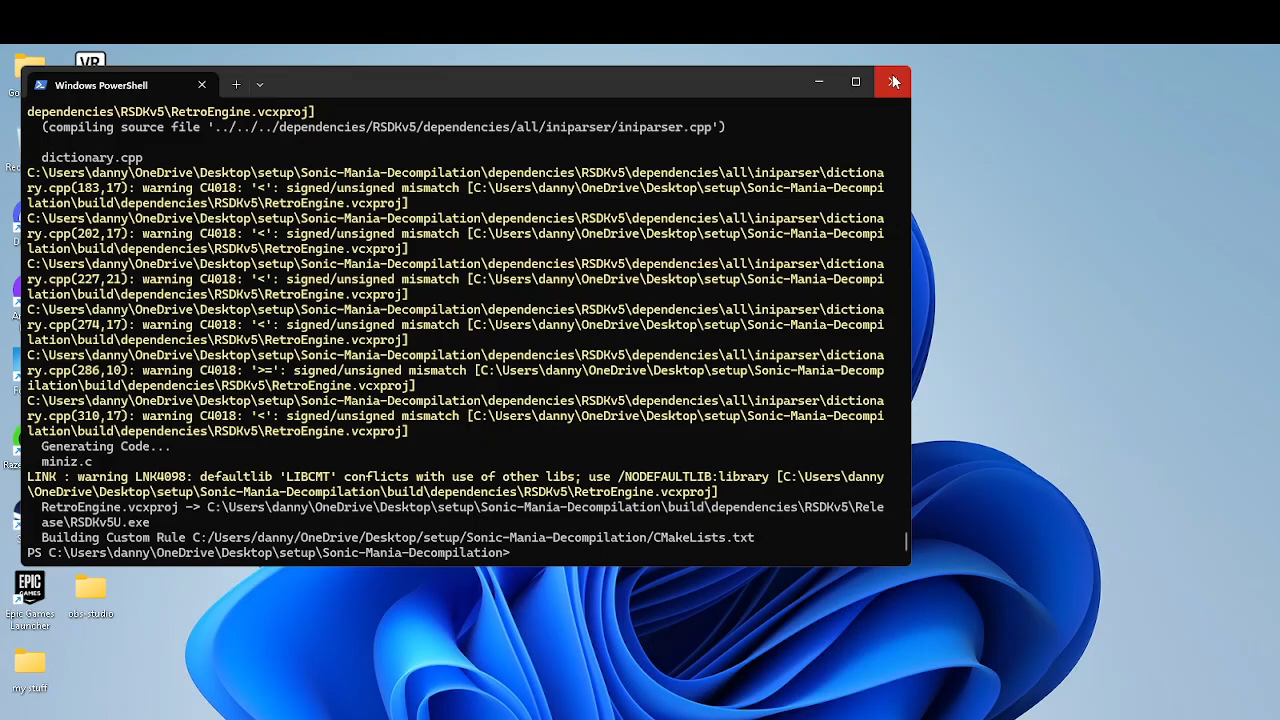 VR
Windows PowerShell
dependencies\RSDKv5\RetroEngine.vcxproj]
(compiling source file '../../../dependencies/RSDKv5/dependencies/all/iniparser/iniparser.cpp')
dictionary.cpp
C:\Users\danny\OneDrive\Desktop\setup\Sonic-Mania-Decompilation\dependencies\RSDKv5\dependencies\all\iniparser\dictiona
ry.cpp(183,17): warning C4018: '<': signed/unsigned mismatch [C:\Users\danny\OneDrive\Desktop\setup\Sonic-Mania-Decompi
lation\build\dependencies\RSDKv5\RetroEngine.vcxproj]
C:\Users\danny\OneDrive\Desktop\setup\Sonic-Mania-Decompilation\dependencies\RSDKv5\dependencies\all\iniparser\dictiona
ry.cpp(202,17): warning C4018: '<': signed/unsigned mismatch [C:\Users\danny\OneDrive\Desktop\setup\Sonic-Mania-Decompi
lation\build\dependencies\RSDKv5\RetroEngine.vcxproj]
C:\Users\danny\OneDrive\Desktop\setup\Sonic-Mania-Decompilation\dependencies\RSDKv5\dependencies\all\iniparser\dictiona
ry.cpp(227,21): warning C4018: '<': signed/unsigned mismatch [C:\Users\danny\OneDrive\Desktop\setup\Sonic-Mania-Decompi
lation\build\dependencies\RSDKv5\RetroEngine.vcxproj]
C:\Users\danny\OneDrive\Desktop\setup\Sonic-Mania-Decompilation\dependencies\RSDKv5\dependencies\all\iniparser\dictiona
ry.cpp(274,17): warning C4018: '<': signed/unsigned mismatch [C:\Users\danny\OneDrive\Desktop\setup\Sonic-Mania-Decompi
lation\build\dependencies\RSDKv5\RetroEngine.vcxproj]
C:\Users\danny\OneDrive\Desktop\setup\Sonic-Mania-Decompilation\dependencies\RSDKv5\dependencies\all\iniparser\dictiona
ry.cpp(286,10): warning C4018: '>=': signed/unsigned mismatch [C:\Users\danny\OneDrive\Desktop\setup\Sonic-Mania-Decomp
ilation\build\dependencies\RSDKv5\RetroEngine.vcxproj]
C:\Users\danny\OneDrive\Desktop\setup\Sonic-Mania-Decompilation\dependencies\RSDKv5\dependencies\all\iniparser\dictiona
ry.cpp(310,17): warning C4018: '<': signed/unsigned mismatch [C:\Users\danny\OneDrive\Desktop\setup\Sonic-Mania-Decompi
lation\build\dependencies\RSDKv5\RetroEngine.vcxproj]
Generating Code...
miniz.c
LINK : warning LNK4098: defaultlib 'LIBCMT' conflicts with use of other libs; use /NODEFAULTLIB:library [C:\Users\danny
\OneDrive\Desktop\setup\Sonic-Mania-Decompilation\build\dependencies\RSDKv5\RetroEngine.vcxproj]
RetroEngine.vcxproj -> C:\Users\danny\OneDrive\Desktop\setup\Sonic-Mania-Decompilation\build\dependencies\RSDKv5\Rele
ase\RSDKv5U.exe
Building Custom Rule C:/Users/danny/OneDrive/Desktop/setup/Sonic-Mania-Decompilation/CMakeLists.txt
PS C:\Users\danny\OneDrive\Desktop\setup\Sonic-Mania-Decompilation>
EPIC
GAMES
Epic Games
Launcher
obs-studio
my stuff